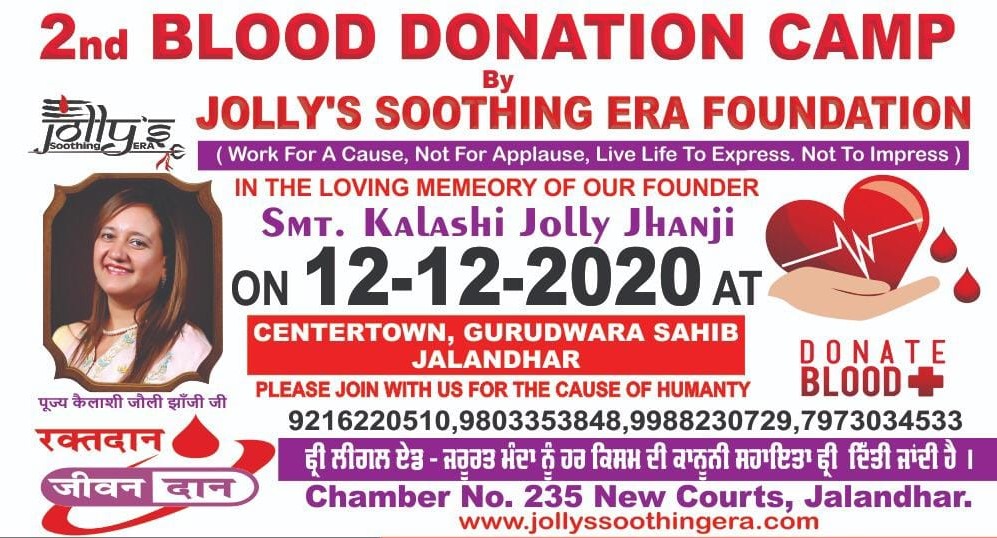 2nd BLOOD DONATION CAMP
By
JOLLY'S SOOTHING ERA FOUNDATION
jolly's
Soothing ERA
( Work For A Cause, Not For Applause, Live Life To Express. Not To Impress )
IN THE LOVING MEMEORY OF OUR FOUNDER
SMT. KALASHI JOLLY JHANJI
ON 12-12-2020 AT
CENTERTOWN, GURUDWARA SAHIB
JALANDHAR
DONATE
BLOOD
PLEASE JOIN WITH US FOR THE CAUSE OF HUMANTY
पूज्य कैलाशी जौली झाँजी जी
9216220510,9803353848,9988230729,7973034533
रक्तदान
जीवन दान
ਫ੍ਰੀ ਲੀਗਲ ਏਡ - ਜ਼ਰੂਰਤ ਮੰਦਾ ਨੂੰ ਹਰ ਕਿਸਮ ਦੀ ਕਾਨੂੰਨੀ ਸਹਾਇਤਾ ਫ੍ਰੀ ਦਿੱਤੀ ਜਾਂਦੀ ਹੈ ।
Chamber No. 235 New Courts, Jalandhar.
www.jollyssoothingera.com